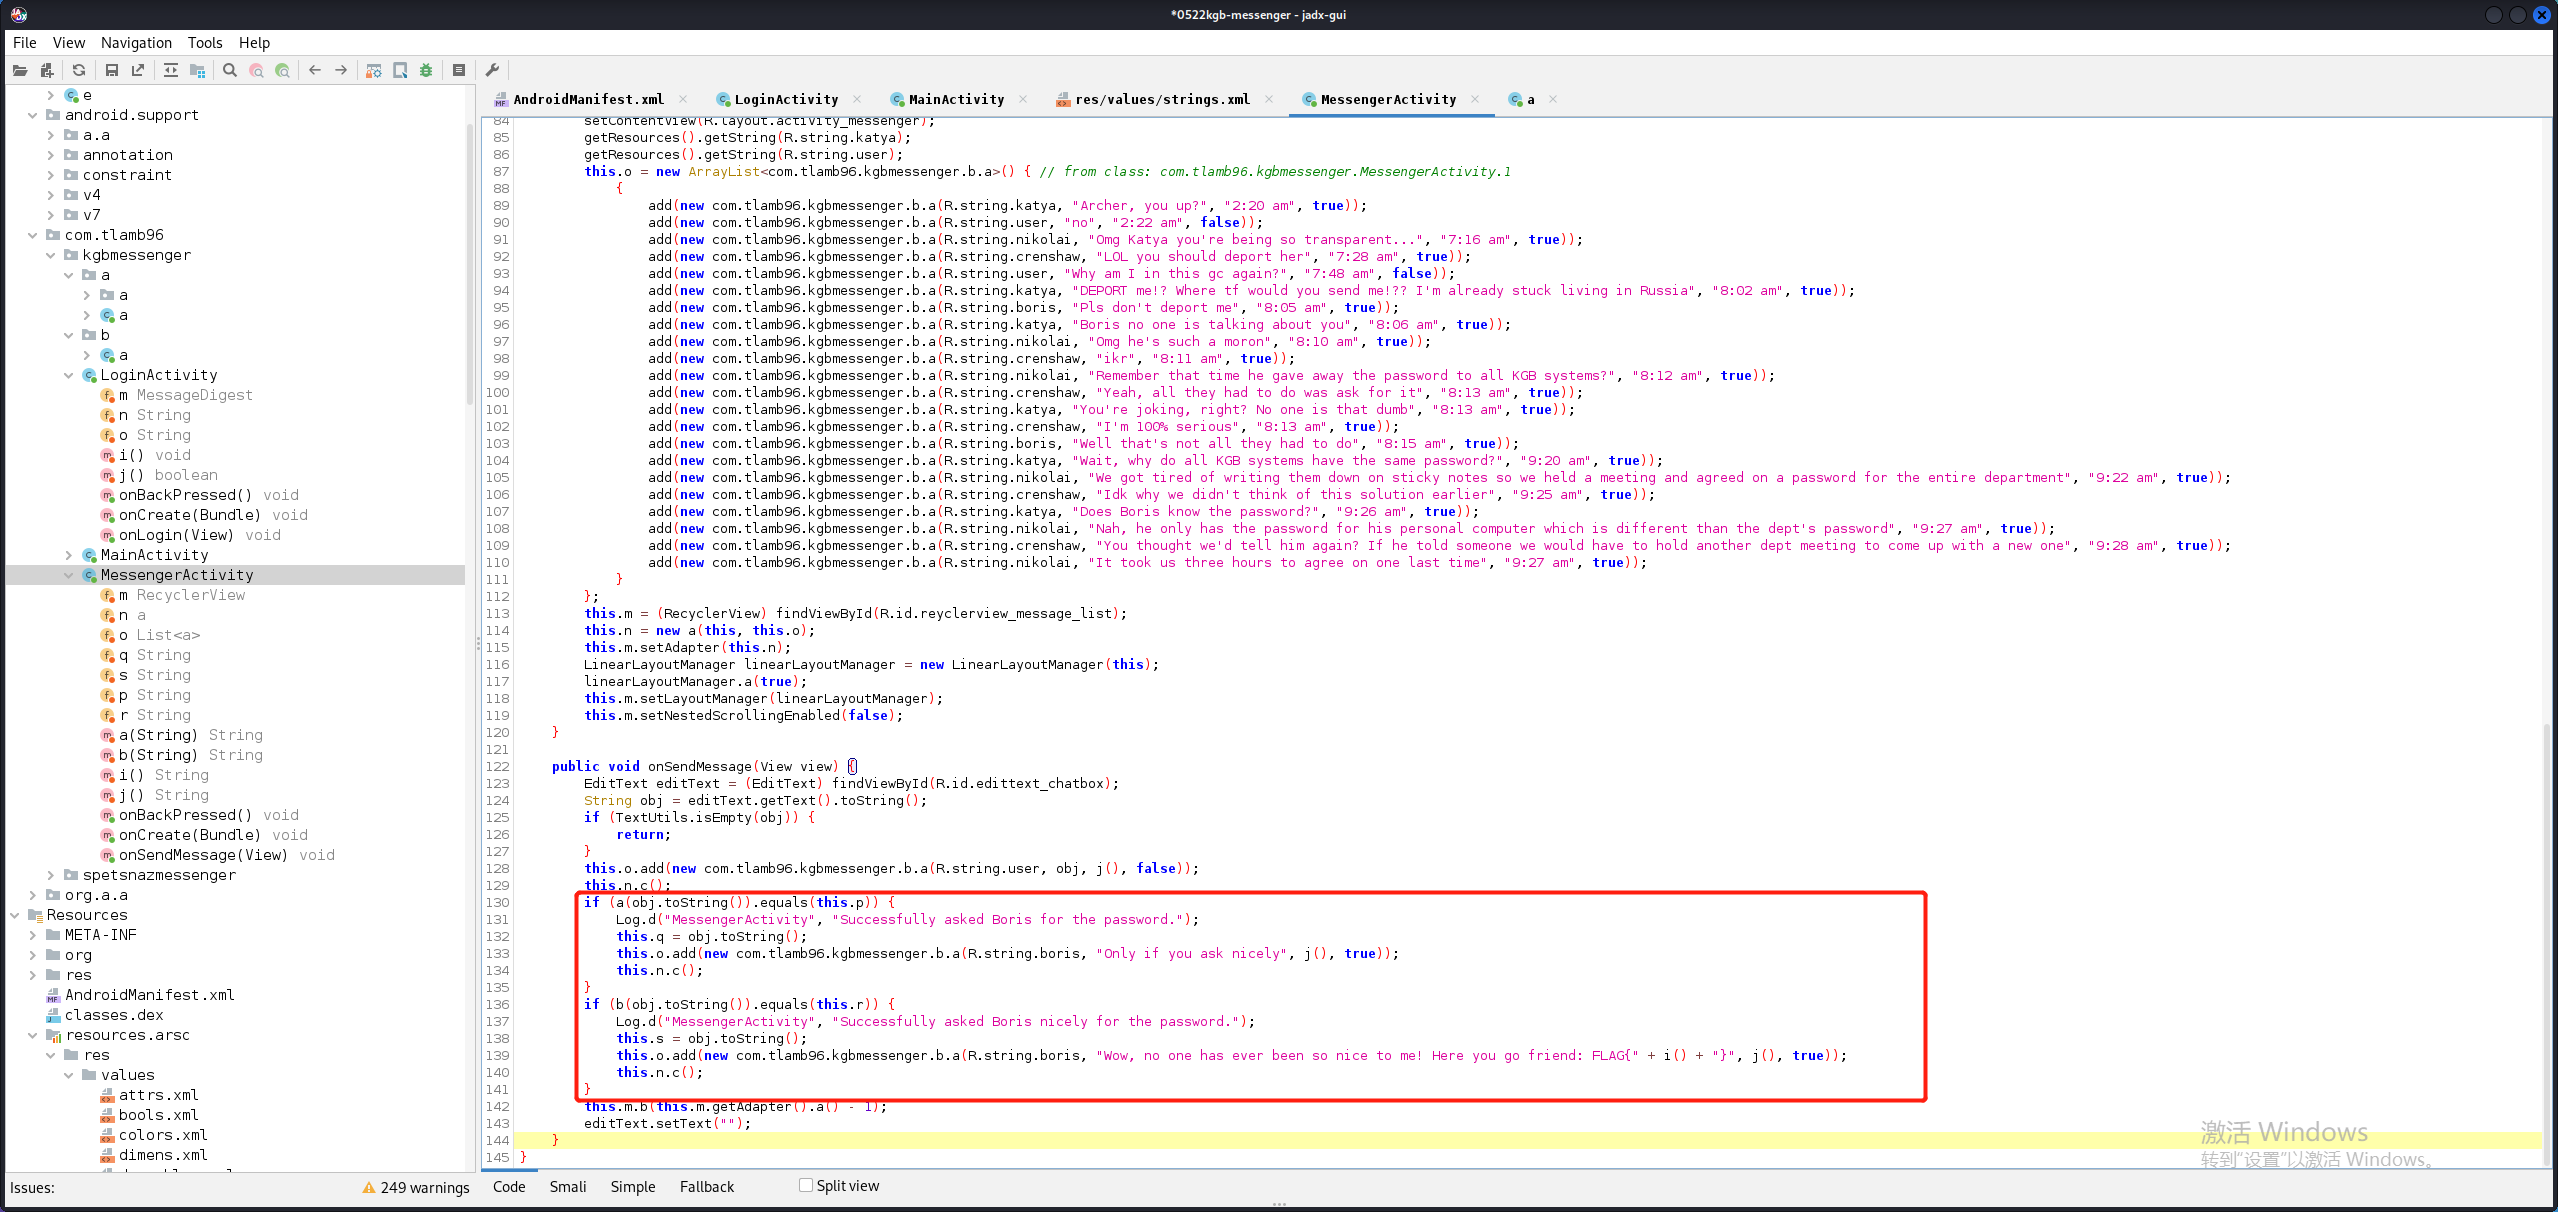 *0522kgb-messenger - jadx-gui
File View Navigation Tools Help
e
android.support
a.a
annotation
constraint
v4
v7
com.tlamb96
kgbmessenger
a
a
a
b
a
LoginActivity
m MessageDigest
n String
o String
i() void
j() boolean
onBackPressed() void
onCreate(Bundle) void
onLogin(View) void
MainActivity
MessengerActivity
m RecyclerView
n a
o List<a>
q String
s String
p String
r String
a(String) String
b(String) String
i() String
j() String
onBackPressed() void
onCreate(Bundle) void
onSendMessage(View) void
spetsnazmessenger
org.a.a
Resources
META-INF
org
res
AndroidManifest.xml
classes.dex
resources.arsc
res
values
attrs.xml
bools.xml
colors.xml
dimens.xml
AndroidManifest.xml LoginActivity MainActivity res/values/strings.xml MessengerActivity a
84 setContentView(R.layout.activity_messenger);
85 getResources().getString(R.string.katya);
86 getResources().getString(R.string.user);
87 this.o = new ArrayList<com.tlamb96.kgbmessenger.b.a>() { // from class: com.tlamb96.kgbmessenger.MessengerActivity.1
88 {
89 add(new com.tlamb96.kgbmessenger.b.a(R.string.katya, "Archer, you up?", "2:20 am", true));
90 add(new com.tlamb96.kgbmessenger.b.a(R.string.user, "no", "2:22 am", false));
91 add(new com.tlamb96.kgbmessenger.b.a(R.string.nikolai, "Omg Katya you're being so transparent...", "7:16 am", true));
92 add(new com.tlamb96.kgbmessenger.b.a(R.string.crenshaw, "LOL you should deport her", "7:28 am", true));
93 add(new com.tlamb96.kgbmessenger.b.a(R.string.user, "Why am I in this gc again?", "7:48 am", false));
94 add(new com.tlamb96.kgbmessenger.b.a(R.string.katya, "DEPORT me!? Where tf would you send me!?? I'm already stuck living in Russia", "8:02 am", true));
95 add(new com.tlamb96.kgbmessenger.b.a(R.string.boris, "Pls don't deport me", "8:05 am", true));
96 add(new com.tlamb96.kgbmessenger.b.a(R.string.katya, "Boris no one is talking about you", "8:06 am", true));
97 add(new com.tlamb96.kgbmessenger.b.a(R.string.nikolai, "Omg he's such a moron", "8:10 am", true));
98 add(new com.tlamb96.kgbmessenger.b.a(R.string.crenshaw, "ikr", "8:11 am", true));
99 add(new com.tlamb96.kgbmessenger.b.a(R.string.nikolai, "Remember that time he gave away the password to all KGB systems?", "8:12 am", true));
100 add(new com.tlamb96.kgbmessenger.b.a(R.string.crenshaw, "Yeah, all they had to do was ask for it", "8:13 am", true));
101 add(new com.tlamb96.kgbmessenger.b.a(R.string.katya, "You're joking, right? No one is that dumb", "8:13 am", true));
102 add(new com.tlamb96.kgbmessenger.b.a(R.string.crenshaw, "I'm 100% serious", "8:13 am", true));
103 add(new com.tlamb96.kgbmessenger.b.a(R.string.boris, "Well that's not all they had to do", "8:15 am", true));
104 add(new com.tlamb96.kgbmessenger.b.a(R.string.katya, "Wait, why do all KGB systems have the same password?", "9:20 am", true));
105 add(new com.tlamb96.kgbmessenger.b.a(R.string.nikolai, "We got tired of writing them down on sticky notes so we held a meeting and agreed on a password for the entire department", "9:22 am", true));
106 add(new com.tlamb96.kgbmessenger.b.a(R.string.crenshaw, "Idk why we didn't think of this solution earlier", "9:25 am", true));
107 add(new com.tlamb96.kgbmessenger.b.a(R.string.katya, "Does Boris know the password?", "9:26 am", true));
108 add(new com.tlamb96.kgbmessenger.b.a(R.string.nikolai, "Nah, he only has the password for his personal computer which is different than the dept's password", "9:27 am", true));
109 add(new com.tlamb96.kgbmessenger.b.a(R.string.crenshaw, "You thought we'd tell him again? If he told someone we would have to hold another dept meeting to come up with a new one", "9:28 am", true));
110 add(new com.tlamb96.kgbmessenger.b.a(R.string.nikolai, "It took us three hours to agree on one last time", "9:27 am", true));
111 }
112 };
113 this.m = (RecyclerView) findViewById(R.id.reyclerview_message_list);
114 this.n = new a(this, this.o);
115 this.m.setAdapter(this.n);
116 LinearLayoutManager linearLayoutManager = new LinearLayoutManager(this);
117 linearLayoutManager.a(true);
118 this.m.setLayoutManager(linearLayoutManager);
119 this.m.setNestedScrollingEnabled(false);
120 }
121
122 public void onSendMessage(View view) {
123 EditText editText = (EditText) findViewById(R.id.edittext_chatbox);
124 String obj = editText.getText().toString();
125 if (TextUtils.isEmpty(obj)) {
126 return;
127 }
128 this.o.add(new com.tlamb96.kgbmessenger.b.a(R.string.user, obj, j(), false));
129 this.n.c();
130 if (a(obj.toString()).equals(this.p)) {
131 Log.d("MessengerActivity", "Successfully asked Boris for the password.");
132 this.q = obj.toString();
133 this.o.add(new com.tlamb96.kgbmessenger.b.a(R.string.boris, "Only if you ask nicely", j(), true));
134 this.n.c();
135 }
136 if (b(obj.toString()).equals(this.r)) {
137 Log.d("MessengerActivity", "Successfully asked Boris nicely for the password.");
138 this.s = obj.toString();
139 this.o.add(new com.tlamb96.kgbmessenger.b.a(R.string.boris, "Wow, no one has ever been so nice to me! Here you go friend: FLAG{" + i() + "}", j(), true));
140 this.n.c();
141 }
142 this.m.b(this.m.getAdapter().a() - 1);
143 editText.setText("");
144 }
145 }
激活 Windows
转到“设置”以激活 Windows。
Issues: 249 warnings Code Smali Simple Fallback Split view